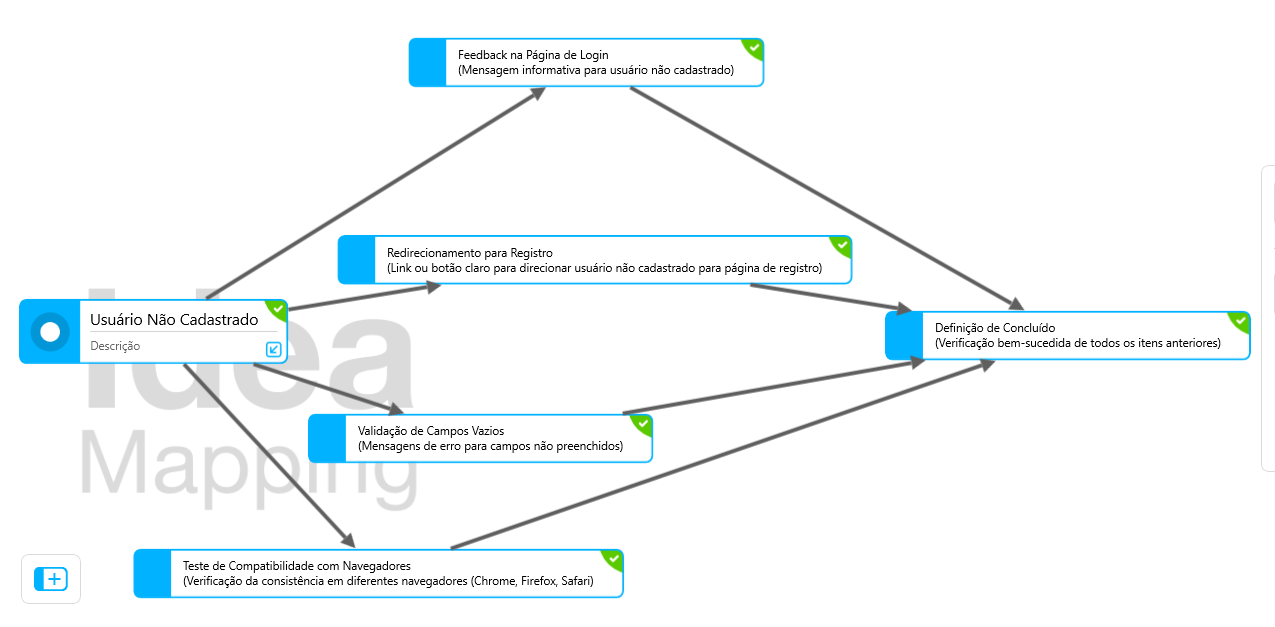 Feedback na Página de Login
(Mensagem informativa para usuário não cadastrado)
Redirecionamento para Registro
(Link ou botão claro para direcionar usuário não cadastrado para página de registro)
Usuário Não Cadastrado
Descrição
Idea
Mapping
Definição de Concluído
(Verificação bem-sucedida de todos os itens anteriores)
Validação de Campos Vazios
(Mensagens de erro para campos não preenchidos)
Teste de Compatibilidade com Navegadores
(Verificação da consistência em diferentes navegadores (Chrome, Firefox, Safari)